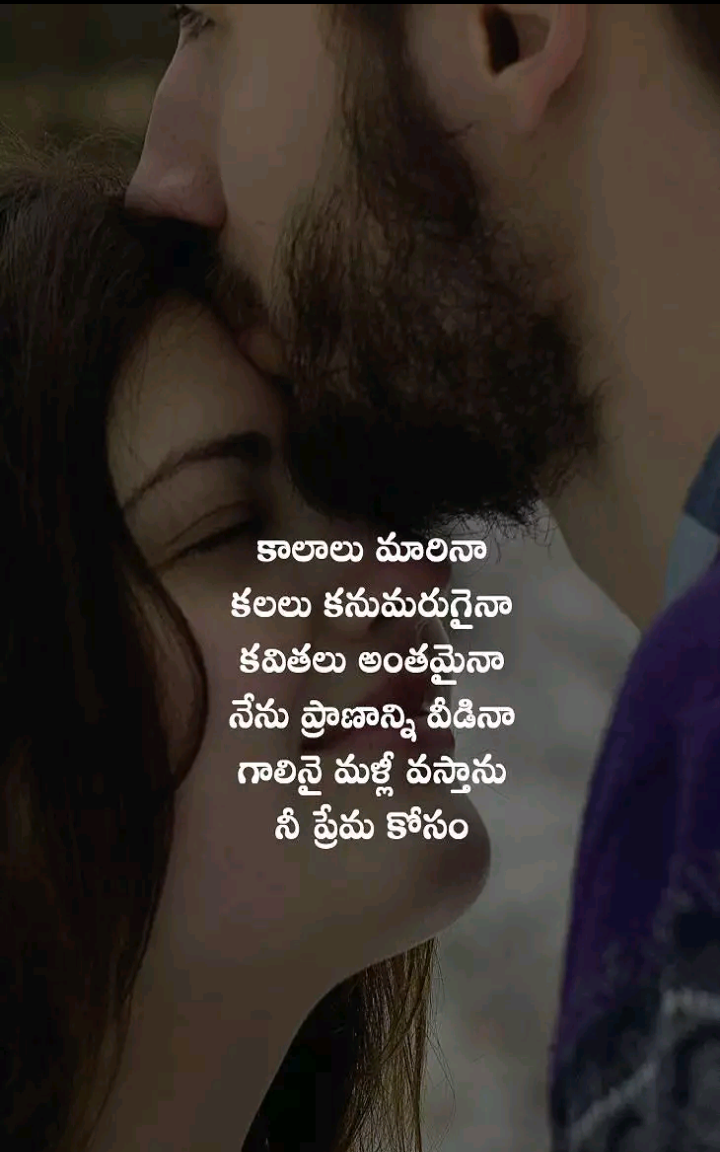 కాలాలు మారినా
కలలు కనుమరుగైనా
కవితలు అంతమైనా
నేను ప్రాణాన్ని వీడినా
గాలినై మళ్లీ వస్తాను
నీ ప్రేమ కోసం